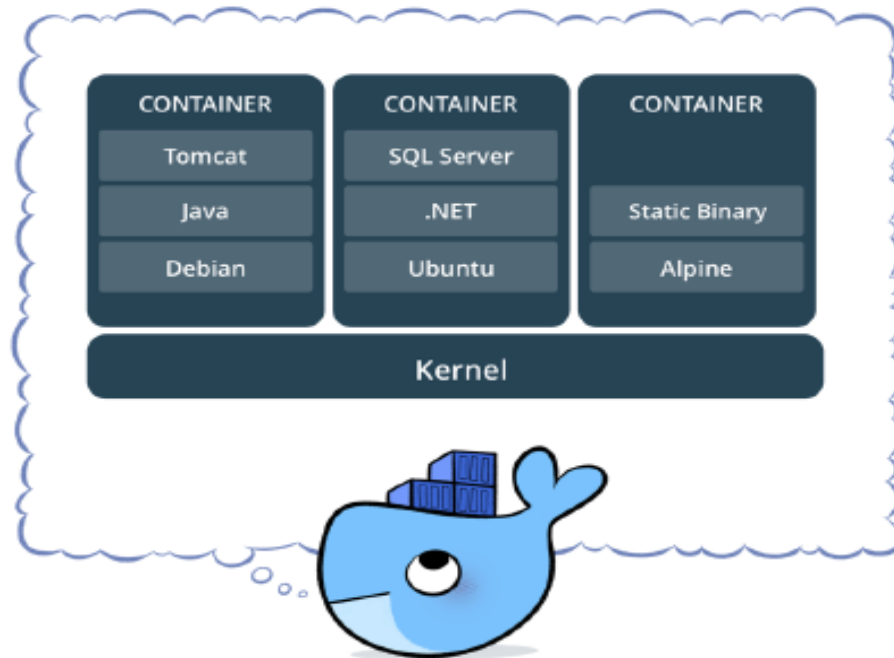 CONTAINER
Tomcat
Java
Debian
CONTAINER
SQL Server
.NET
Ubuntu
CONTAINER
Static Binary
Alpine
Kernel